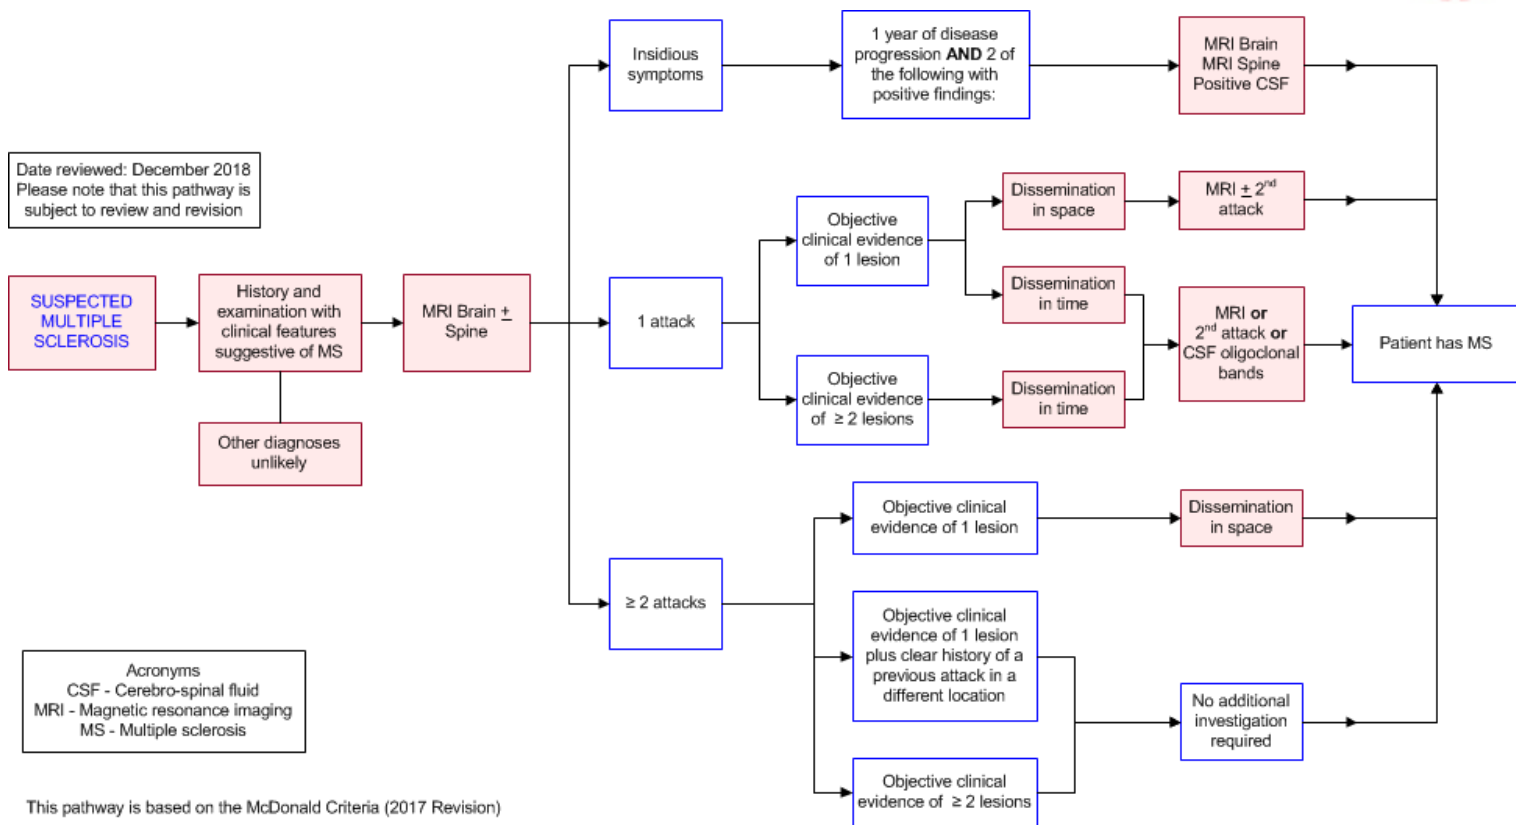 Insidious
symptoms
1 year of disease
progression AND 2 of
the following with
positive findings:
MRI Brain
MRI Spine
Positive CSF
Date reviewed: December 2018
Please note that this pathway is
subject to review and revision
SUSPECTED
MULTIPLE
SCLEROSIS
History and
examination with
clinical features
suggestive of MS
Other diagnoses
unlikely
MRI Brain ±
Spine
1 attack
Objective
clinical evidence
of 1 lesion
Dissemination
in space
MRI ± 2nd
attack
Dissemination
in time
Objective
clinical evidence
of ≥ 2 lesions
Dissemination
in time
MRI or
2nd attack or
CSF oligoclonal
bands
Patient has MS
≥ 2 attacks
Objective clinical
evidence of 1 lesion
Dissemination
in space
Objective clinical
evidence of 1 lesion
plus clear history of a
previous attack in a
different location
No additional
investigation
required
Objective clinical
evidence of ≥ 2 lesions
Acronyms
CSF - Cerebro-spinal fluid
MRI - Magnetic resonance imaging
MS - Multiple sclerosis
This pathway is based on the McDonald Criteria (2017 Revision)